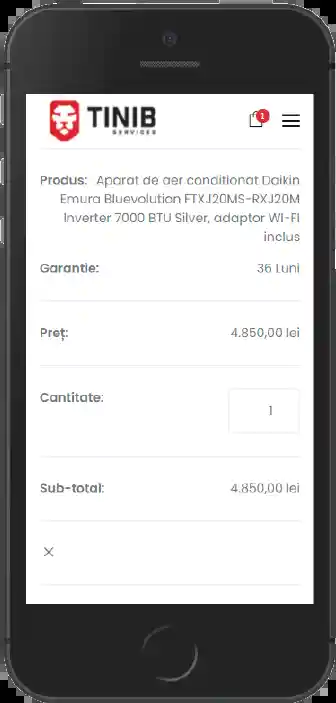 TINIB
SERVICES
1
Produs: Aparat de aer conditionat Daikin
Emura Bluevolution FTXJ20MS-RXJ20M
Inverter 7000 BTU Silver, adaptor WI-FI
inclus
Garantie: 36 Luni
Preț: 4.850,00 lei
Cantitate: 1
Sub-total: 4.850,00 lei